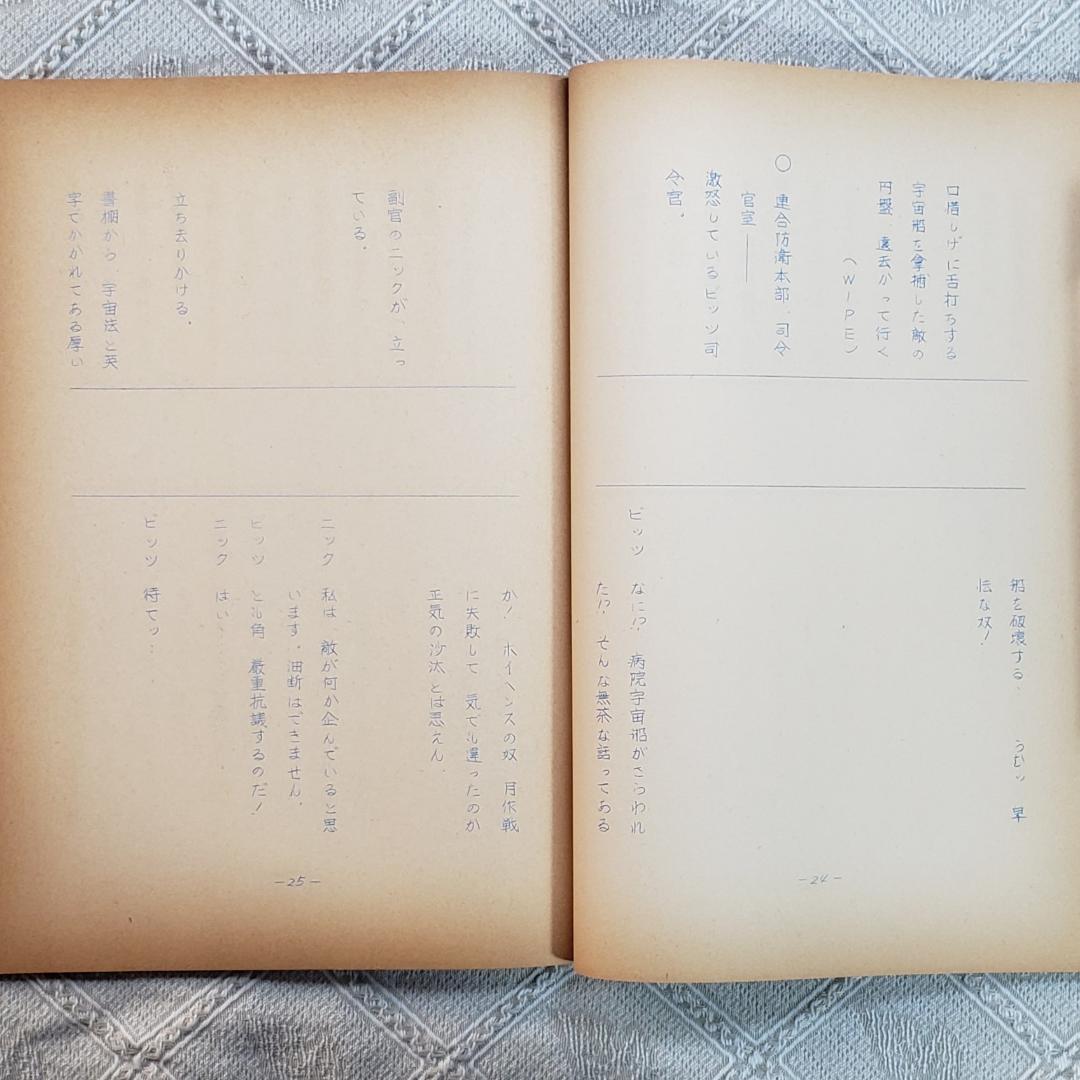 口惜しげに舌打ちする
宇宙船を拿捕した敵の
円盤、遠去かって行く
(WIPE)
○ 連合防衛本部、司令
官室――
激怒しているピッツ司
令官。
船を破壊する、 うむッ 早
伝な奴!
ピッツ なに!? 病院宇宙船がさらわれ
た!? そんな無茶な話ってある
-24-
副官のニックが、立っ
ている。
立ち去りかける。
書棚から、宇宙法と英
字でかかれてある厚い
か! ホイヘンスの奴 月作戦
に失敗して 気でも違ったのか
正気の沙汰とは思えん、
ニック 私は、敵が何か企んでいると思
います。油断はできません、
ピッツ とも角 厳重抗議するのだ!
ニック はい…
ピッツ 待てッ…
-25-